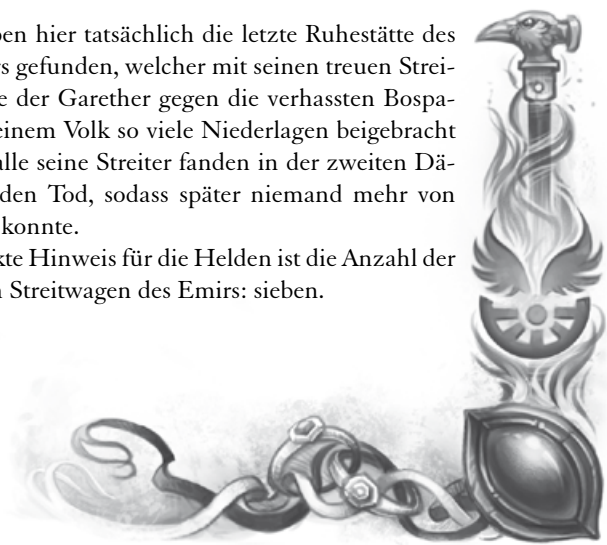 ben hier tatsächlich die letzte Ruhestätte des
rs gefunden, welcher mit seinen treuen Strei-
e der Garether gegen die verhassten Bospa-
einem Volk so viele Niederlagen beigebracht
alle seine Streiter fanden in der zweiten Dä-
den Tod, sodass später niemand mehr von
konnte.
kte Hinweis für die Helden ist die Anzahl der
n Streitwagen des Emirs: sieben.